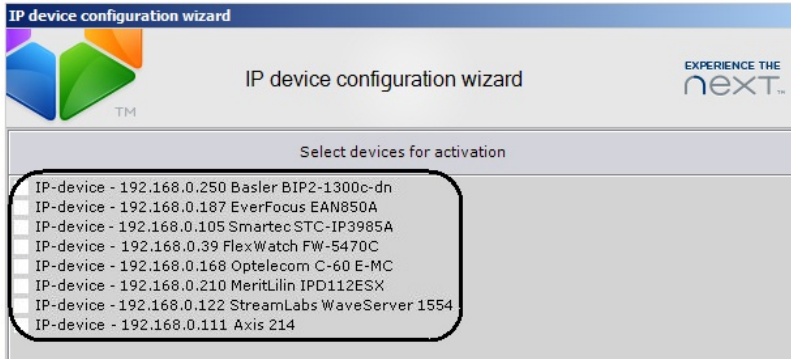 IP device configuration wizard
TM
IP device configuration wizard
EXPERIENCE THE
next™
Select devices for activation
IP-device - 192.168.0.250 Basler BIP2-1300c-dn
IP-device - 192.168.0.187 EverFocus EAN850A
IP-device - 192.168.0.105 Smartec STC-IP3985A
IP-device - 192.168.0.39 FlexWatch FW-5470C
IP-device - 192.168.0.168 Optelecom C-60 E-MC
IP-device - 192.168.0.210 MeritLilin IPD112ESX
IP-device - 192.168.0.122 StreamLabs WaveServer 1554
IP-device - 192.168.0.111 Axis 214